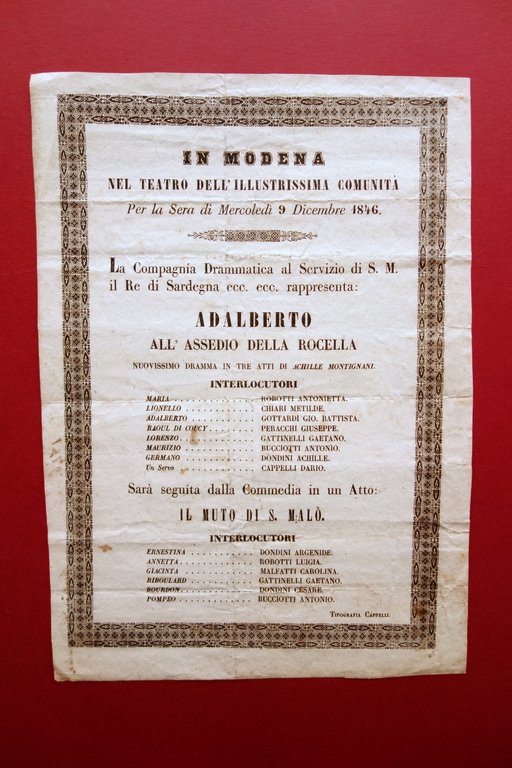 IN MODENA
NEL TEATRO DELL'ILLUSTRISSIMA COMUNITÀ
Per la Sera di Mercoledì 9 Dicembre 1846.
La Compagnia Drammatica al Servizio di S. M.
il Re di Sardegna ecc. ecc. rappresenta:
ADALBERTO
ALL' ASSEDIO DELLA ROCELLA
NUOVISSIMO DRAMMA IN TRE ATTI DI ACHILLE MONTIGNANI.
INTERLOCUTORI
MARIA . . . . . . . . . . . . ROBOTTI ANTONIETTA.
LIONELLO . . . . . . . . . . . CHIARI METILDE.
ADALBERTO . . . . . . . . . . GOTTARDI GIO. BATTISTA.
RAOUL DI COUCY . . . . . . . PERACCHI GIUSEPPE.
LORENZO . . . . . . . . . . . GATTINELLI GAETANO.
MAURIZIO . . . . . . . . . . . BUCCIOTTI ANTONIO.
GERMANO . . . . . . . . . . . DONDINI ACHILLE.
Un Servo . . . . . . . . . . . CAPPELLI DARIO.
Sarà seguita dalla Commedia in un Atto:
IL MUTO DI S. MALÒ.
INTERLOCUTORI
ERNESTINA . . . . . . . . . . DONDINI ARGENIDE.
ANNETTA . . . . . . . . . . . ROBOTTI LUIGIA.
GIACINTA . . . . . . . . . . . MALFATTI CAROLINA.
RIBOULARD . . . . . . . . . . GATTINELLI GAETANO.
BOURDON . . . . . . . . . . . DONDINI CESARE.
POMPEO . . . . . . . . . . . . BUCCIOTTI ANTONIO.
TIPOGRAFIA CAPPELLI.